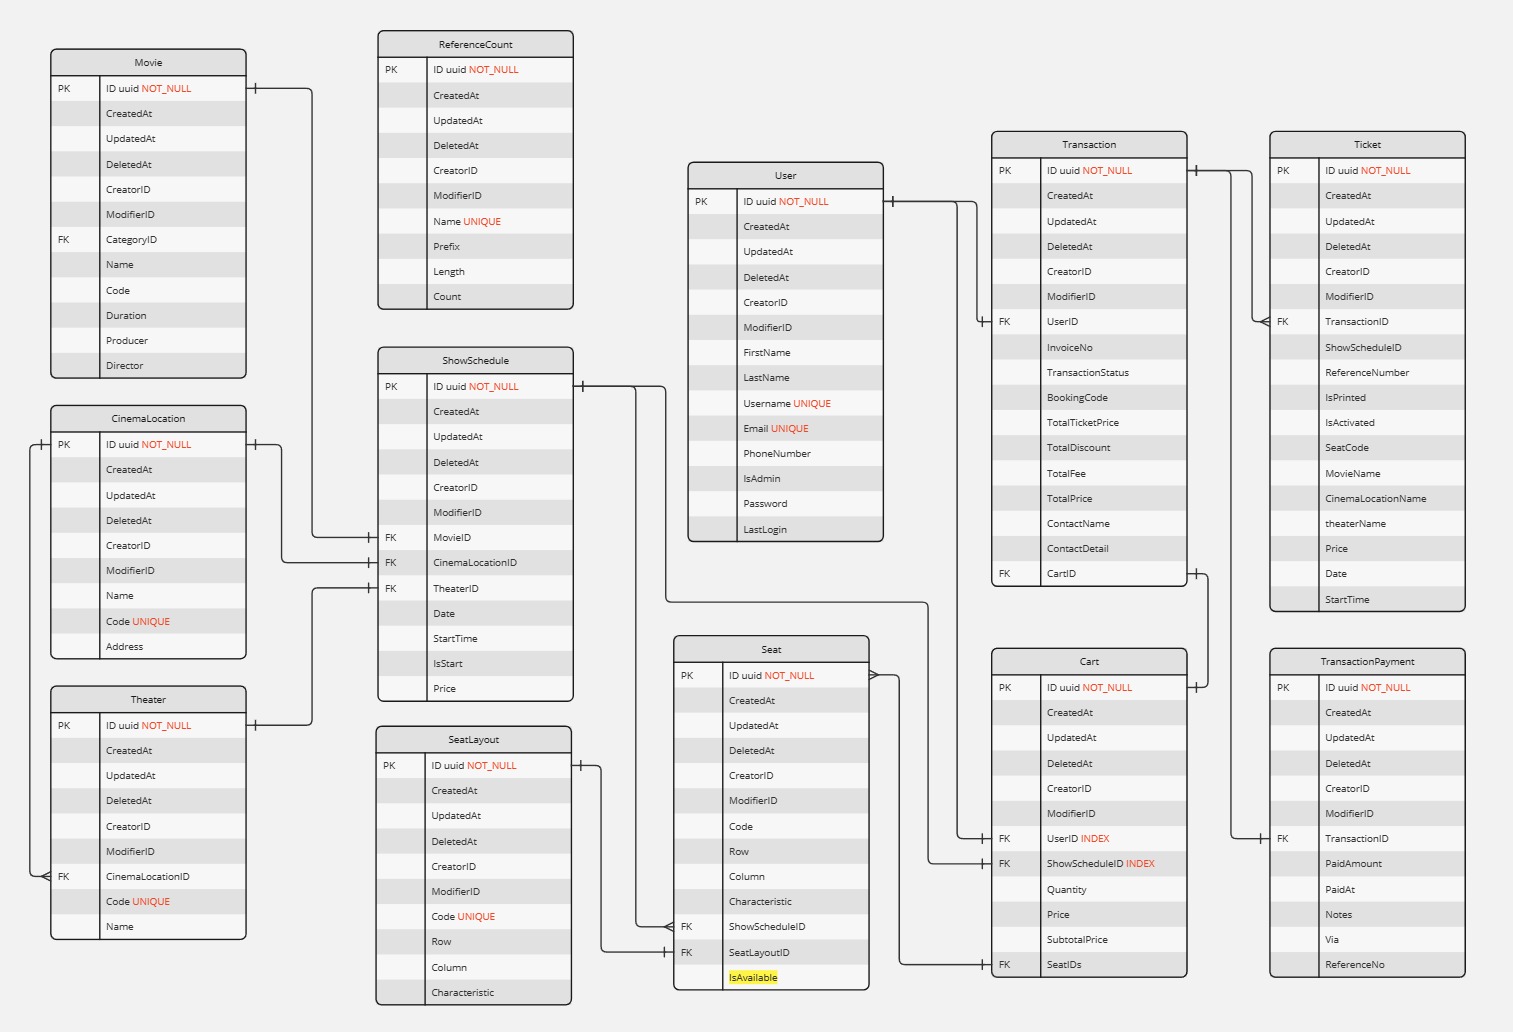 Movie
PK ID uuid NOT_NULL
CreatedAt
UpdatedAt
DeletedAt
CreatorID
ModifierID
FK CategoryID
Name
Code
Duration
Producer
Director
CinemaLocation
PK ID uuid NOT_NULL
CreatedAt
UpdatedAt
DeletedAt
CreatorID
ModifierID
Name
Code UNIQUE
Address
Theater
PK ID uuid NOT_NULL
CreatedAt
UpdatedAt
DeletedAt
CreatorID
ModifierID
FK CinemaLocationID
Code UNIQUE
Name
ReferenceCount
PK ID uuid NOT_NULL
CreatedAt
UpdatedAt
DeletedAt
CreatorID
ModifierID
Name UNIQUE
Prefix
Length
Count
ShowSchedule
PK ID uuid NOT_NULL
CreatedAt
UpdatedAt
DeletedAt
CreatorID
ModifierID
FK MovieID
FK CinemaLocationID
FK TheaterID
Date
StartTime
IsStart
Price
SeatLayout
PK ID uuid NOT_NULL
CreatedAt
UpdatedAt
DeletedAt
CreatorID
ModifierID
Code UNIQUE
Row
Column
Characteristic
User
PK ID uuid NOT_NULL
CreatedAt
UpdatedAt
DeletedAt
CreatorID
ModifierID
FirstName
LastName
Username UNIQUE
Email UNIQUE
PhoneNumber
IsAdmin
Password
LastLogin
Seat
PK ID uuid NOT_NULL
CreatedAt
UpdatedAt
DeletedAt
CreatorID
ModifierID
Code
Row
Column
Characteristic
FK ShowScheduleID
FK SeatLayoutID
IsAvailable
Transaction
PK ID uuid NOT_NULL
CreatedAt
UpdatedAt
DeletedAt
CreatorID
ModifierID
FK UserID
InvoiceNo
TransactionStatus
BookingCode
TotalTicketPrice
TotalDiscount
TotalFee
TotalPrice
ContactName
ContactDetail
FK CartID
Cart
PK ID uuid NOT_NULL
CreatedAt
UpdatedAt
DeletedAt
CreatorID
ModifierID
FK UserID INDEX
FK ShowScheduleID INDEX
Quantity
Price
SubtotalPrice
FK SeatIDs
Ticket
PK ID uuid NOT_NULL
CreatedAt
UpdatedAt
DeletedAt
CreatorID
ModifierID
FK TransactionID
ShowScheduleID
ReferenceNumber
IsPrinted
IsActivated
SeatCode
MovieName
CinemaLocationName
theaterName
Price
Date
StartTime
TransactionPayment
PK ID uuid NOT_NULL
CreatedAt
UpdatedAt
DeletedAt
CreatorID
ModifierID
FK TransactionID
PaidAmount
PaidAt
Notes
Via
ReferenceNo